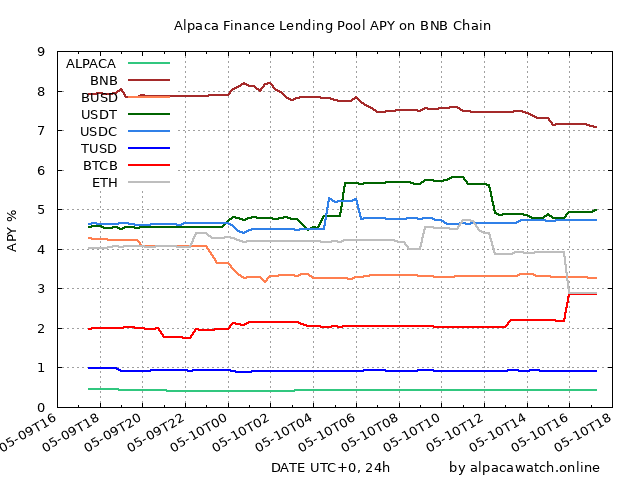 Alpaca Finance Lending Pool APY on BNB Chain
9
8
7
6
5
4
3
2
1
0
APY %
ALPACA
BNB
BUSD
USDT
USDC
TUSD
BTCB
ETH
05-09T16
05-09T18
05-09T20
05-09T22
05-10T00
05-10T02
05-10T04
05-10T06
05-10T08
05-10T10
05-10T12
05-10T14
05-10T16
05-10T18
DATE UTC+0, 24h
by alpacawatch.online